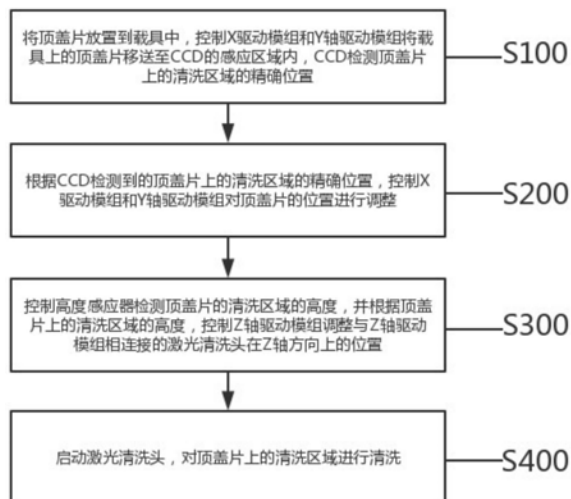 将顶盖片放置到载具中，控制X驱动模组和Y轴驱动模组将载
具上的顶盖片移送至CCD的感应区域内，CCD检测顶盖片
上的清洗区域的精确位置
S100
根据CCD检测到的顶盖片上的清洗区域的精确位置，控制X
驱动模组和Y轴驱动模组对顶盖片的位置进行调整
S200
控制高度感应器检测顶盖片的清洗区域的高度，并根据顶盖
片上的清洗区域的高度，控制Z轴驱动模组调整与Z轴驱动
模组相连接的激光清洗头在Z轴方向上的位置
S300
启动激光清洗头，对顶盖片上的清洗区域进行清洗
S400